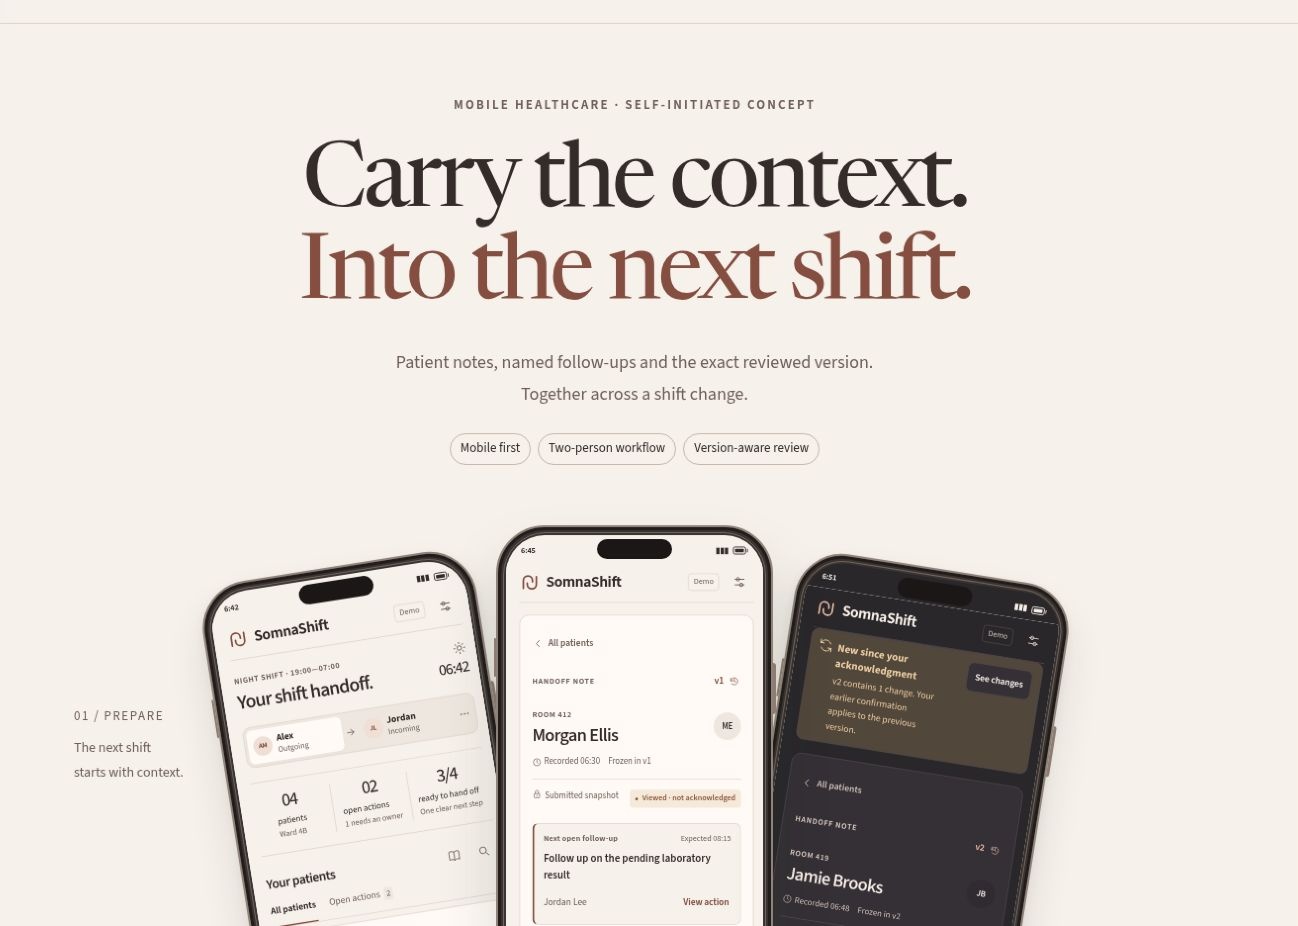 MOBILE HEALTHCARE · SELF-INITIATED CONCEPT
Carry the context.
Into the next shift.
Patient notes, named follow-ups and the exact reviewed version.
Together across a shift change.
Mobile first
Two-person workflow
Version-aware review
01 / PREPARE
The next shift
starts with context.
6:42
SomnaShift
Demo
NIGHT SHIFT · 19:00—07:00
Your shift handoff.
06:42
AM
Alex
Outgoing
→
JL
Jordan
Incoming
04
patients
Ward 4B
02
open actions
1 needs an owner
3/4
ready to hand off
One clear next step
Your patients
All patients
Open actions 2
6:45
SomnaShift
Demo
All patients
HANDOFF NOTE
v1
ROOM 412
Morgan Ellis
ME
Recorded 06:30 Frozen in v1
Submitted snapshot
Viewed · not acknowledged
Next open follow-up
Expected 08:15
Follow up on the pending laboratory
result
Jordan Lee
View action
6:51
SomnaShift
Demo
New since your
acknowledgment
v2 contains 1 change. Your
earlier confirmation
applies to the previous
version.
See changes
All patients
HANDOFF NOTE
v2
ROOM 419
Jamie Brooks
JB
Recorded 06:48 Frozen in v2